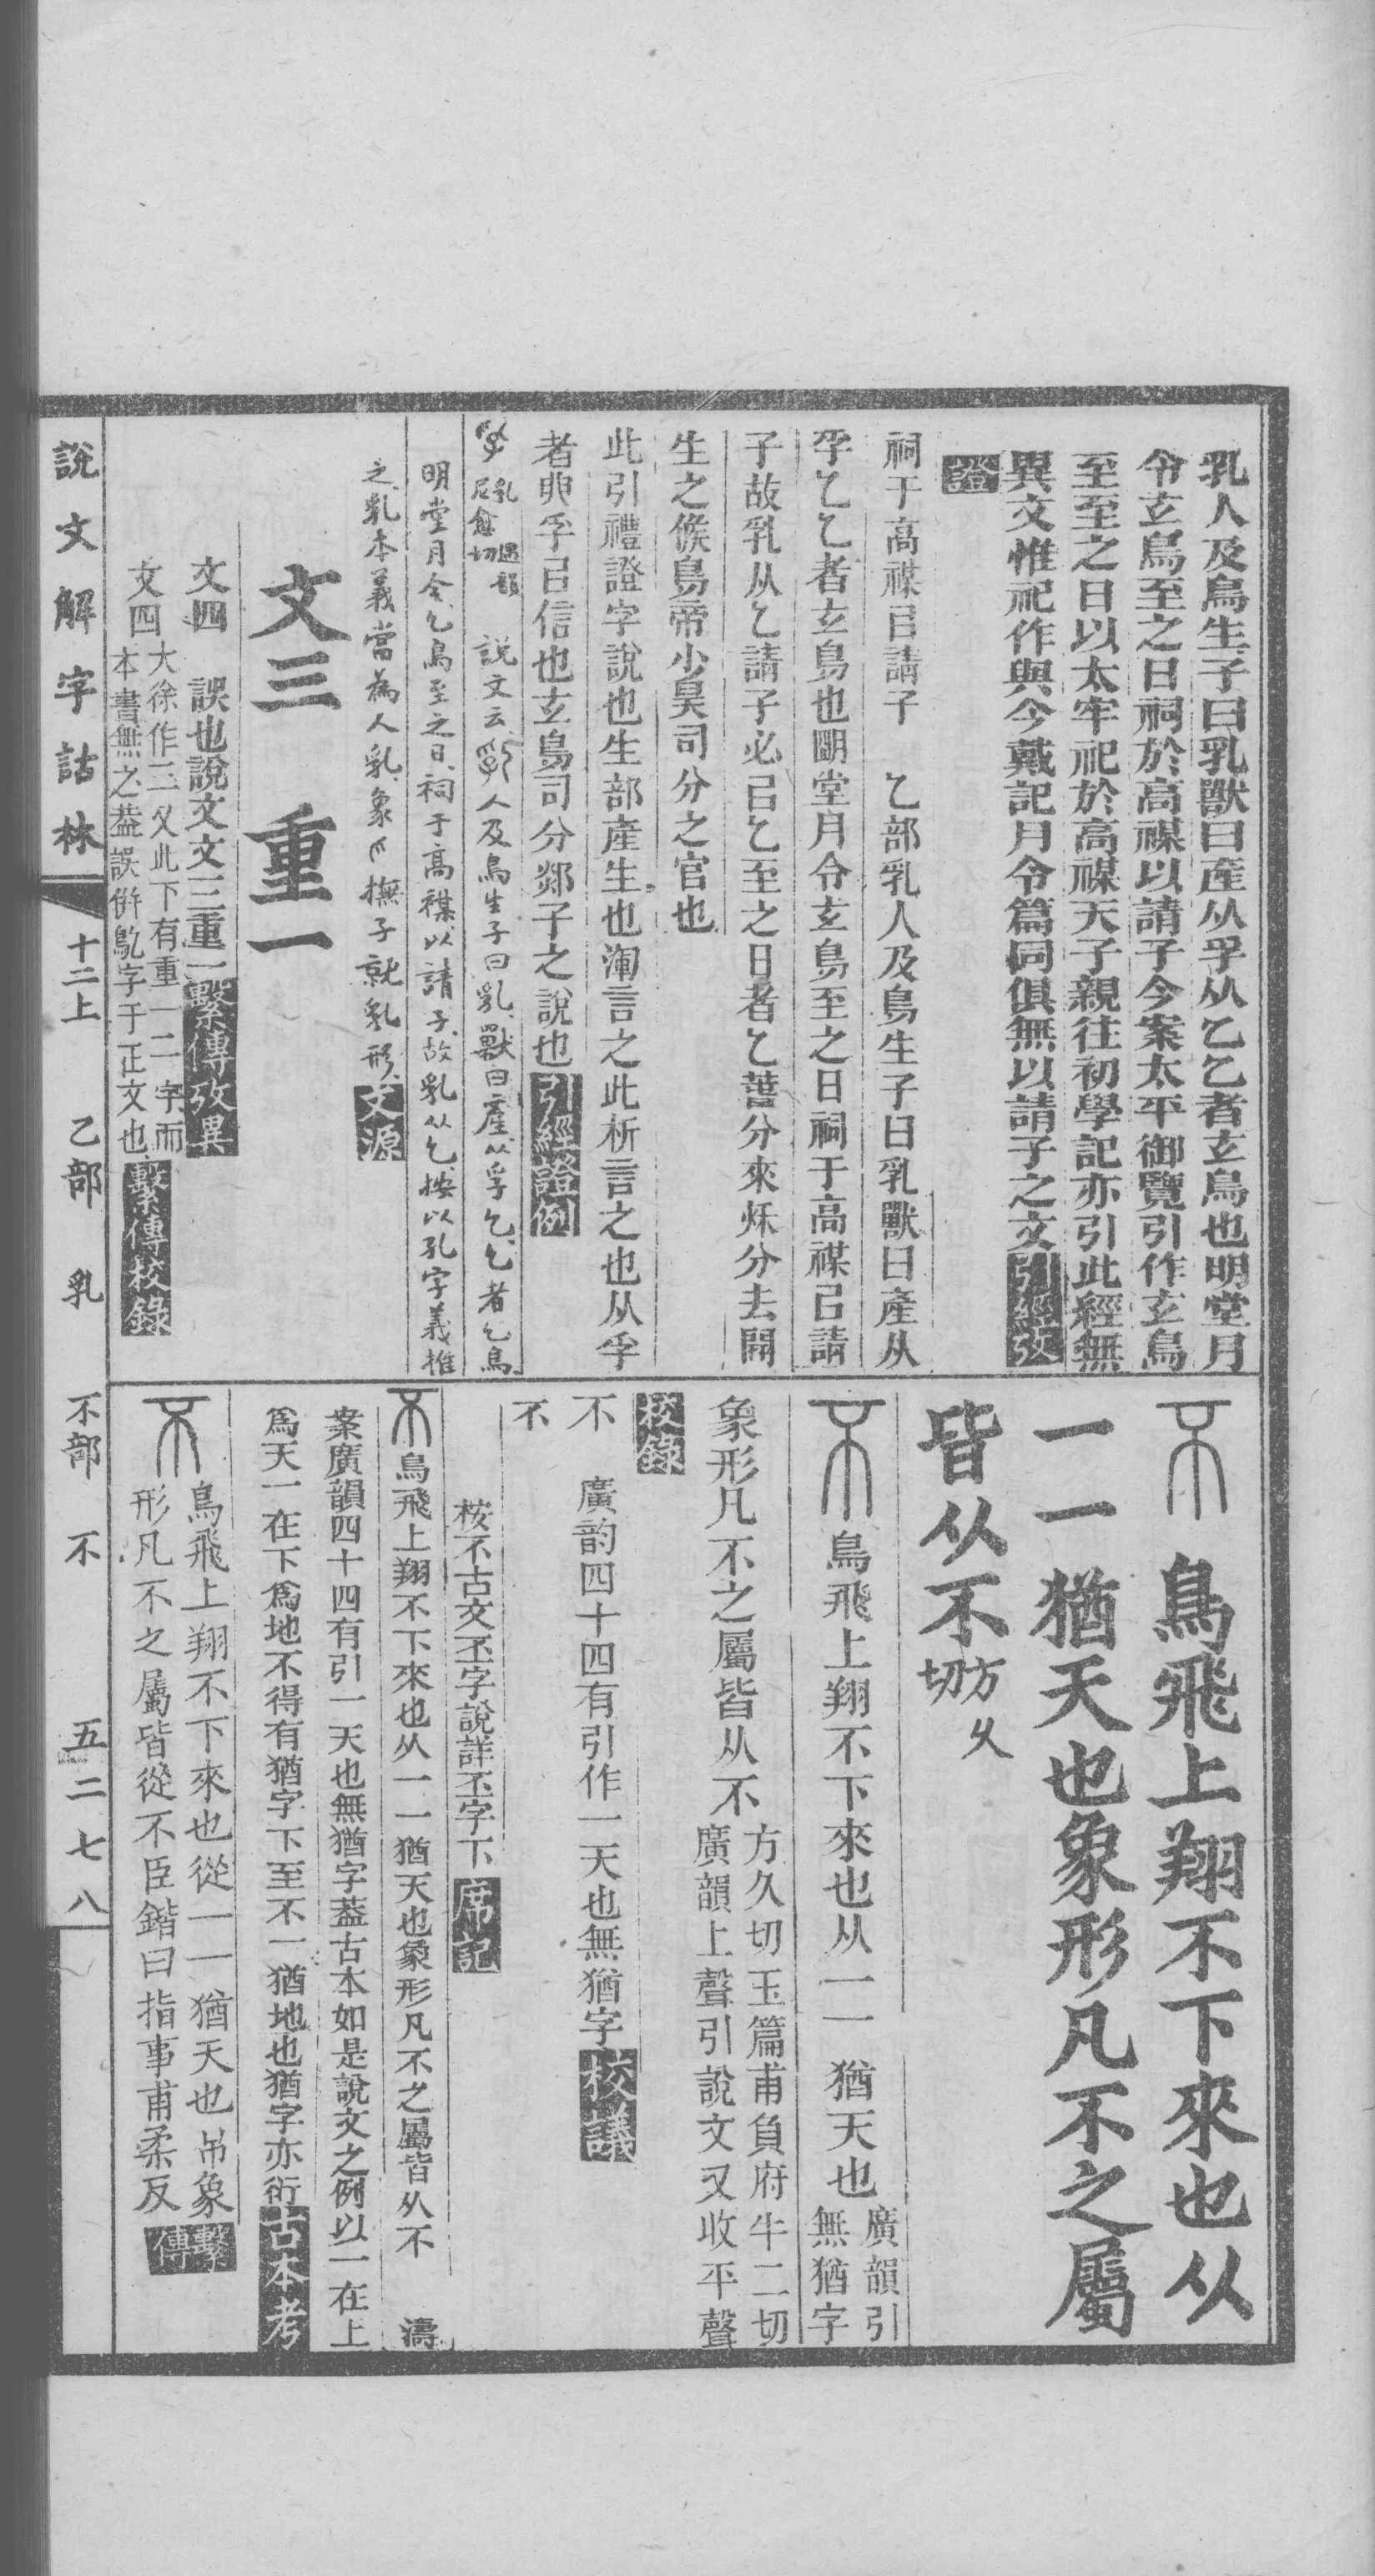 乳人及鳥生子曰乳獸曰產从孚从乙乙者玄鳥也明堂月
令玄鳥至之日祠於高禖以請子今案太平御覽引作玄鳥
至至之日以太牢祀於高禖天子親往初學記亦引此經無
異文惟祀作與今戴記月令篇同俱無以請子之文引經攷
證
祠于高禖㠯請子　乙部乳人及鳥生子曰乳獸曰產从
孚乙乙者玄鳥也朙堂月令玄鳥至之日祠于高禖㠯請
子故乳从乙請子必㠯乙至之日者乙萅分來烁分去開
生之候鳥帝少昊司分之官也
此引禮證字說也生部產生也渾言之此析言之也从孚
者與孚㠯信也玄鳥司分郊子之說也引經證例
乳后愈切遇韻　說文云人及鳥生子曰乳獸曰產从孚乙乙者乙鳥
明堂月令乙鳥至之日祠于高禖以請子故乳从乙按以孔字義推
之乳本義當為人乳象爪撫子就乳形文源
文三　重一
文四　誤也說文文三重一繫傳攷異
文四大徐作三又此下有重一二字而
本書無之葢誤併鳦字于正文也繫傳校錄
不　鳥飛上翔不下來也从
一一猶天也象形凡不之屬
皆从不方久切
不鳥飛上翔不下來也从一一猶天也廣韻引無猶字
象形凡不之屬皆从不方久切玉篇甫負府牛二切
廣韻上聲引說文又收平聲
校錄
不　廣韵四十四有引作一天也無猶字校議
不
桉不古文丕字說詳丕字下席記
不鳥飛上翔不下來也从一一猶天也象形凡不之屬皆从不　濤
案廣韻四十四有引一天也無猶字葢古本如是說文之例以一在上
爲天一在下爲地不得有猶字下至不一猶地也猶字亦衍古本考
不鳥飛上翔不下來也從一一猶天也𠂹象
形凡不之屬皆從不臣鍇曰指事甫柔反繫傳
說文解字詁林　十二上　乙部　乳　不部　不　五二七八